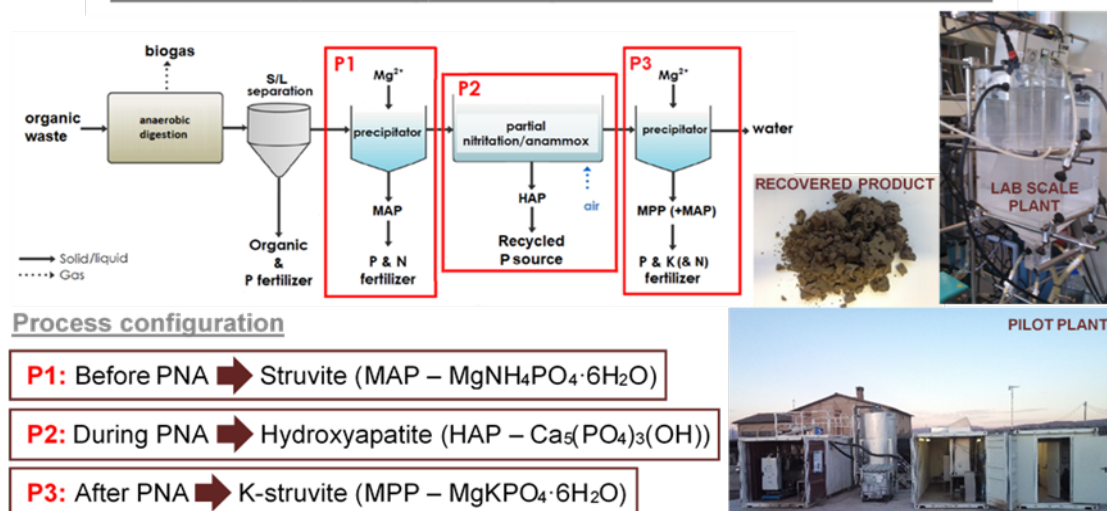 biogas
S/L
separation
organic
waste
anaerobic
digestion
P1
Mg²⁺
precipitator
MAP
P & N
fertilizer
P2
partial
nitritation/anammox
HAP
air
Recycled
P source
P3
Mg²⁺
precipitator
water
MPP (+MAP)
P & K (& N)
fertilizer
Organic
&
P fertilizer
Solid/liquid
Gas
RECOVERED PRODUCT
LAB SCALE
PLANT
Process configuration
P1: Before PNA Struvite (MAP – MgNH₄PO₄·6H₂O)
P2: During PNA Hydroxyapatite (HAP – Ca₅(PO₄)₃(OH))
P3: After PNA K-struvite (MPP – MgKPO₄·6H₂O)
PILOT PLANT